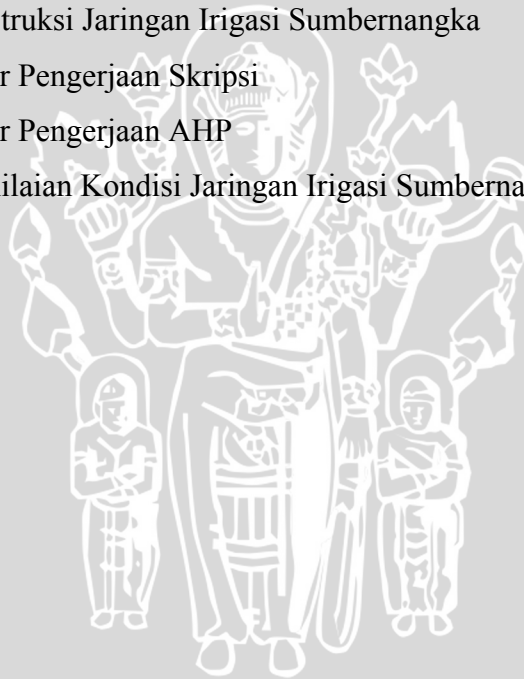 truksi Jaringan Irigasi Sumbernangka
r Pengerjaan Skripsi
r Pengerjaan AHP
ilaian Kondisi Jaringan Irigasi Sumberna